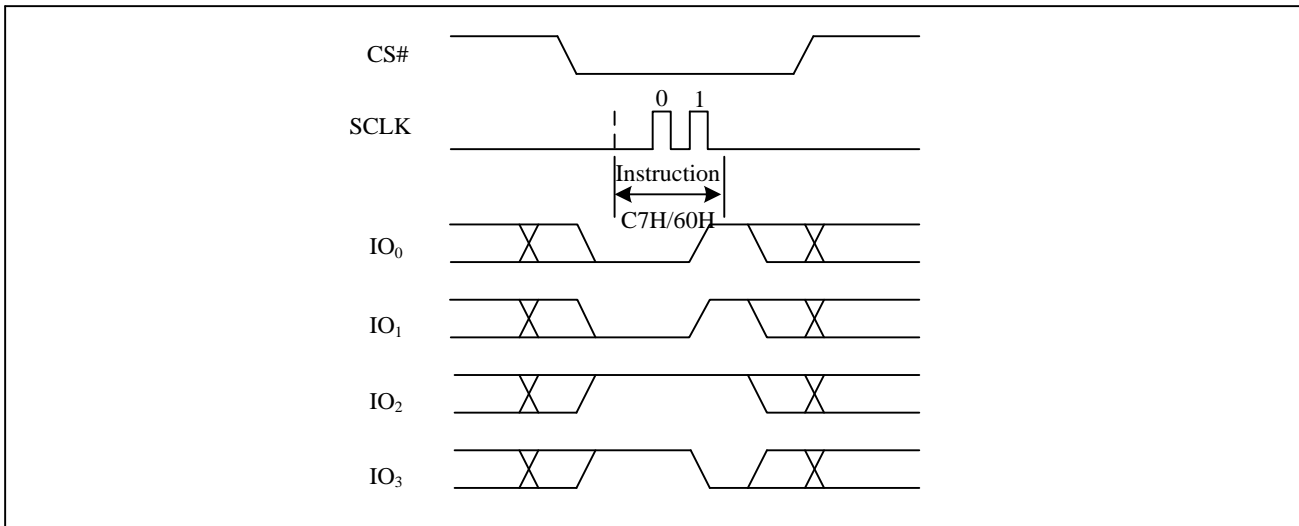 CS#
0 1
SCLK
Instruction
C7H/60H
IO0
IO1
IO2
IO3